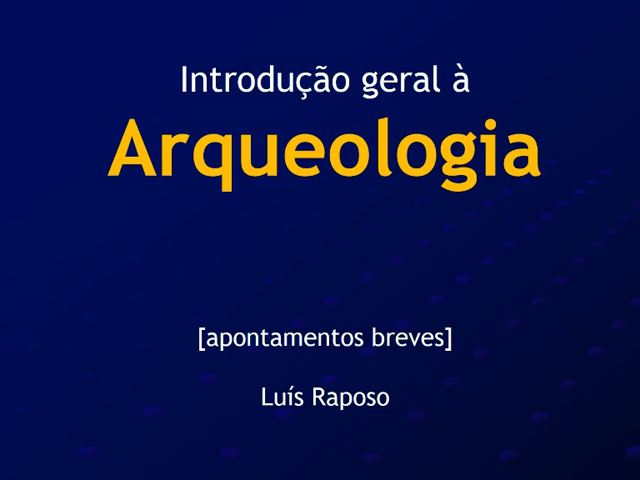 Introdução geral à
Arqueologia
[apontamentos breves]
Luís Raposo